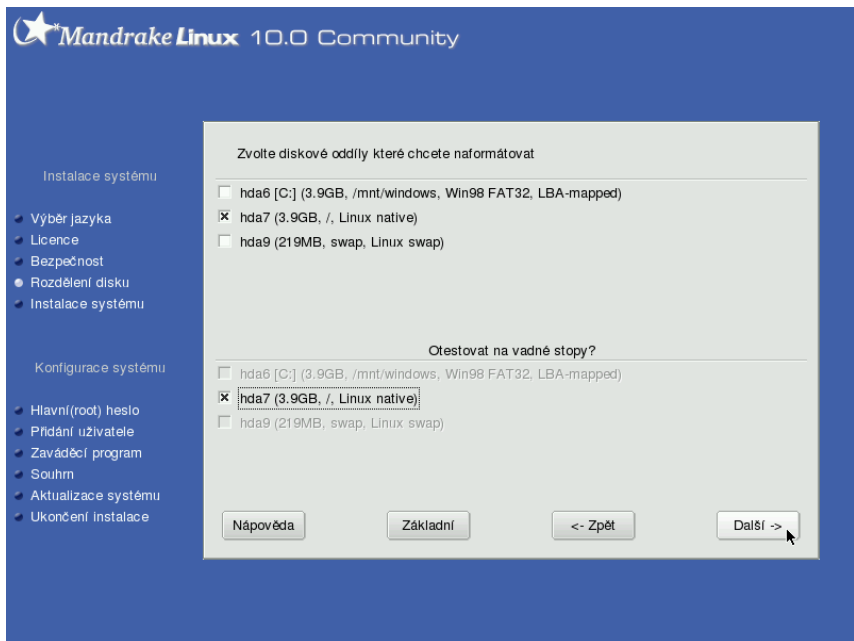 Mandrake Linux 10.0 Community
Instalace systému
Výběr jazyka
Licence
Bezpečnost
Rozdělení disku
Instalace systému
Konfigurace systému
Hlavní(root) heslo
Přidání uživatele
Zaváděcí program
Souhrn
Aktualizace systému
Ukončení instalace
Zvolte diskové oddíly které chcete naformátovat
hda6 [C:] (3.9GB, /mnt/windows, Win98 FAT32, LBA-mapped)
hda7 (3.9GB, /, Linux native)
hda9 (219MB, swap, Linux swap)
Otestovat na vadné stopy?
hda6 [C:] (3.9GB, /mnt/windows, Win98 FAT32, LBA-mapped)
hda7 (3.9GB, /, Linux native)
hda9 (219MB, swap, Linux swap)
Nápověda
Základní
<- Zpět
Další ->